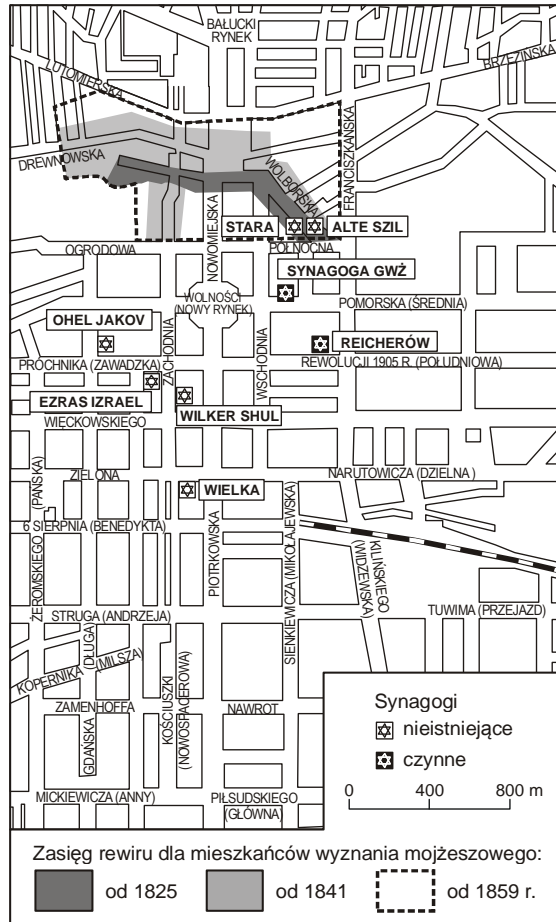 BAŁUCKI
RYNEK
LUTOMIERSKA
BRZEZIŃSKA
DREWNOWSKA
WOLBORSKA
FRANCISZKAŃSKA
NOWOMIEJSKA
STARA
ALTE SZIL
OGRODOWA
PÓŁNOCNA
SYNAGOGA GWŻ
WOLNOŚCI
(NOWY RYNEK)
POMORSKA (ŚREDNIA)
OHEL JAKOV
ZACHODNIA
WSCHODNIA
REICHERÓW
PRÓCHNIKA (ZAWADZKA)
REWOLUCJI 1905 R. (POŁUDNIOWA)
EZRAS IZRAEL
WILKER SHUL
WIĘCKOWSKIEGO
ZIELONA
NARUTOWICZA (DZIELNA)
WIELKA
ŻEROMSKIEGO (PAŃSKA)
6 SIERPNIA (BENEDYKTA)
PIOTRKOWSKA
SIENKIEWICZA (MIKOŁAJEWSKA)
KILIŃSKIEGO
(WIDZEWSKA)
STRUGA (ANDRZEJA)
TUWIMA (PRZEJAZD)
KOPERNIKA (MILSZA)
GDAŃSKA (DŁUGA)
KOŚCIUSZKI
(NOWOSPACEROWA)
ZAMENHOFFA
NAWROT
MICKIEWICZA (ANNY)
PIŁSUDSKIEGO
(GŁÓWNA)
Synagogi
nieistniejące
czynne
0 400 800 m
Zasięg rewiru dla mieszkańców wyznania mojżeszowego:
od 1825
od 1841
od 1859 r.